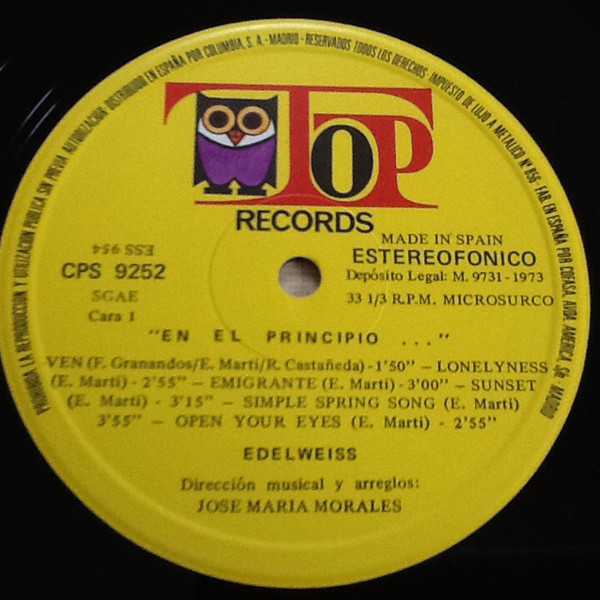 PROHIBIDA LA REPRODUCCION Y UTILIZACION PUBLICA SIN PREVIA AUTORIZACION DISTRIBUIDO EN ESPAÑA POR COLUMBIA, S. A. - MADRID - RESERVADOS TODOS LOS DERECHOS - IMPUESTO DE LUJO A METALICO Nº 856 - FAB. EN ESPAÑA POR COFASA, AVDA. AMERICA, MADRID
TOP
RECORDS
MADE IN SPAIN
ESTEREOFONICO
Depósito Legal: M. 9731-1973
33 1/3 R.P.M. MICROSURCO
ESS 954
CPS 9252
SGAE
Cara 1
"EN EL PRINCIPIO ..."
VEN (F. Granandos/E. Marti/R. Castañeda) - 1'50" — LONELYNESS
(E. Marti) - 2'55" — EMIGRANTE (E. Marti) - 3'00" — SUNSET
(E. Marti) - 3'15" — SIMPLE SPRING SONG (E. Marti)
3'55" — OPEN YOUR EYES (E. Marti) - 2'55"
EDELWEISS
Dirección musical y arreglos:
JOSE MARIA MORALES